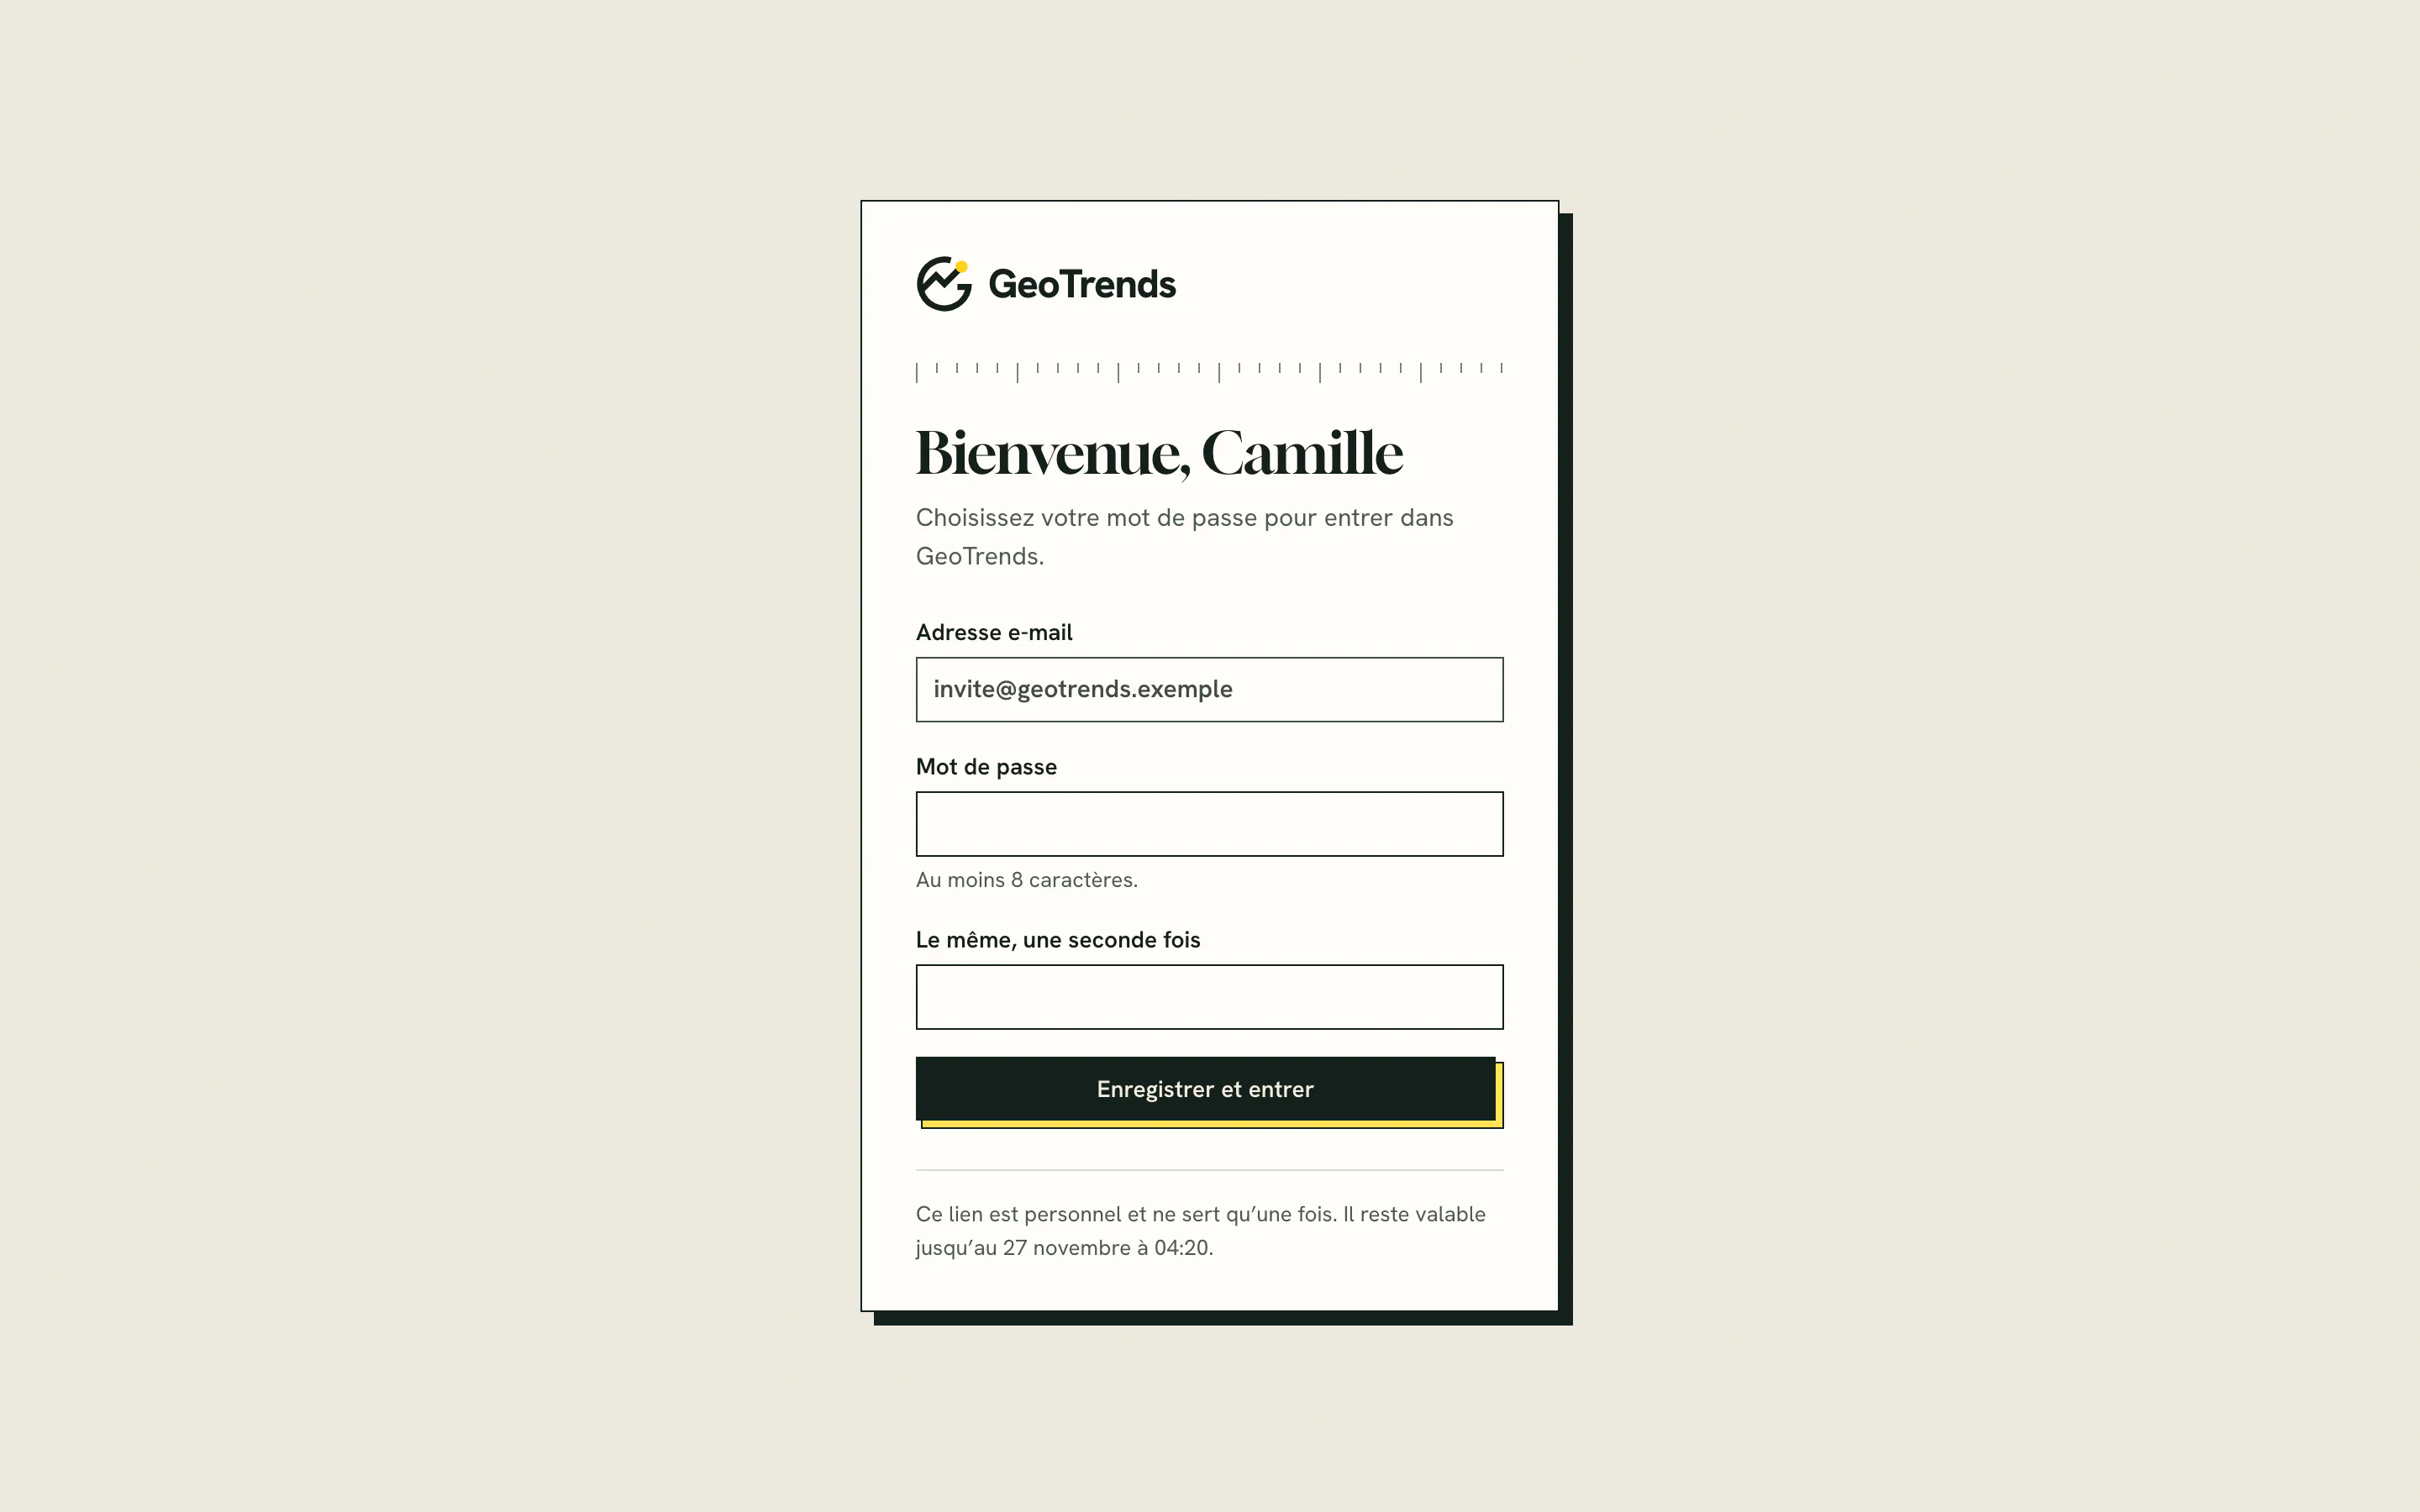 GeoTrends
Bienvenue, Camille
Choisissez votre mot de passe pour entrer dans
GeoTrends.
Adresse e-mail
invite@geotrends.exemple
Mot de passe
Au moins 8 caractères.
Le même, une seconde fois
Enregistrer et entrer
Ce lien est personnel et ne sert qu’une fois. Il reste valable
jusqu’au 27 novembre à 04:20.